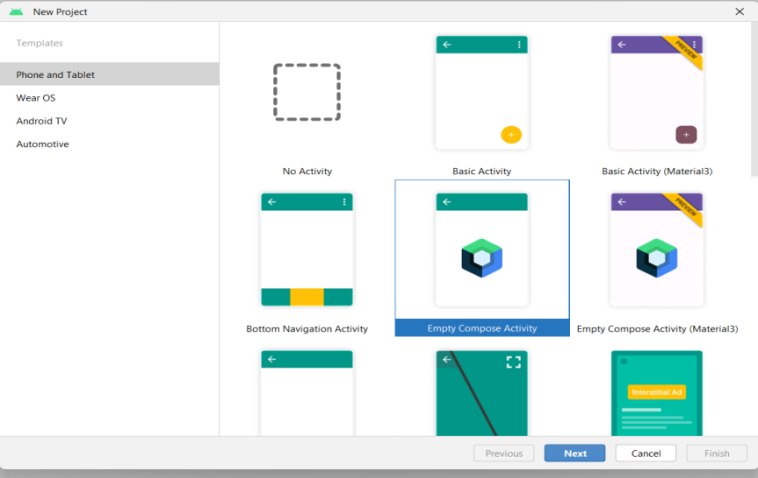 New Project
Templates
Phone and Tablet
Wear OS
Android TV
Automotive
No Activity
Basic Activity
PREVIEW
Basic Activity (Material3)
Bottom Navigation Activity
Empty Compose Activity
PREVIEW
Empty Compose Activity (Material3)
Interstitial Ad
Previous
Next
Cancel
Finish